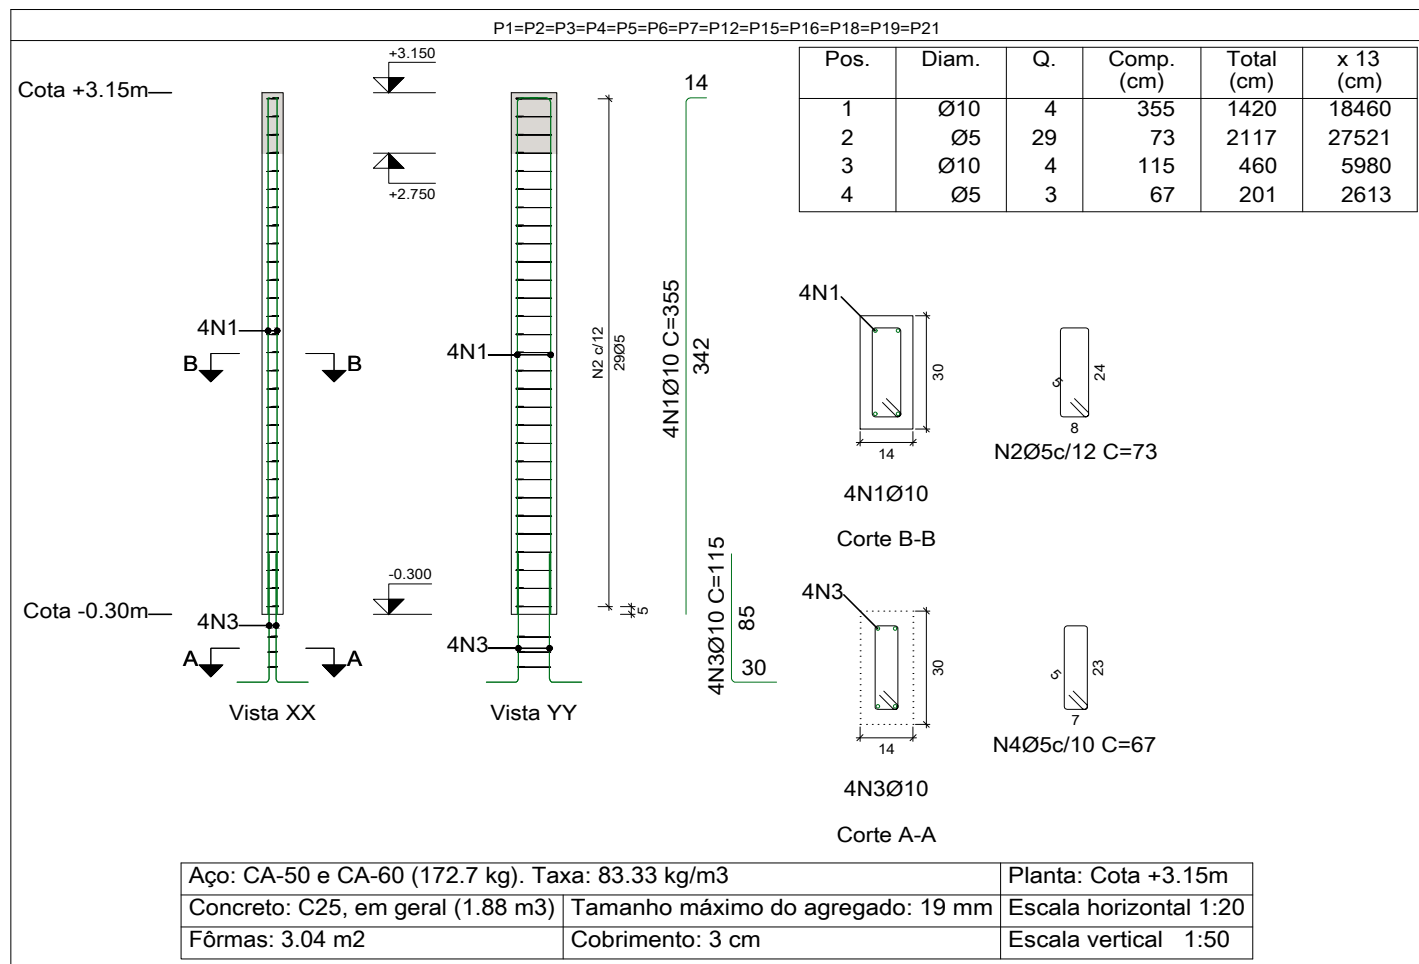 P1=P2=P3=P4=P5=P6=P7=P12=P15=P16=P18=P19=P21
Pos. Diam. Q. Comp. (cm) Total (cm) x 13 (cm)
1 Ø10 4 355 1420 18460
2 Ø5 29 73 2117 27521
3 Ø10 4 115 460 5980
4 Ø5 3 67 201 2613
+3.150
Cota +3.15m
+2.750
4N1
B B
-0.300
Cota -0.30m
4N3
A A
Vista XX
4N1
N2 c/12
29Ø5
5
4N3
Vista YY
14
4N1Ø10 C=355
342
4N3Ø10 C=115
85
30
4N1
30
14
4N1Ø10
Corte B-B
5
24
8
N2Ø5c/12 C=73
4N3
30
14
4N3Ø10
Corte A-A
5
23
7
N4Ø5c/10 C=67
Aço: CA-50 e CA-60 (172.7 kg). Taxa: 83.33 kg/m3 Planta: Cota +3.15m
Concreto: C25, em geral (1.88 m3) Tamanho máximo do agregado: 19 mm Escala horizontal 1:20
Fôrmas: 3.04 m2 Cobrimento: 3 cm Escala vertical 1:50